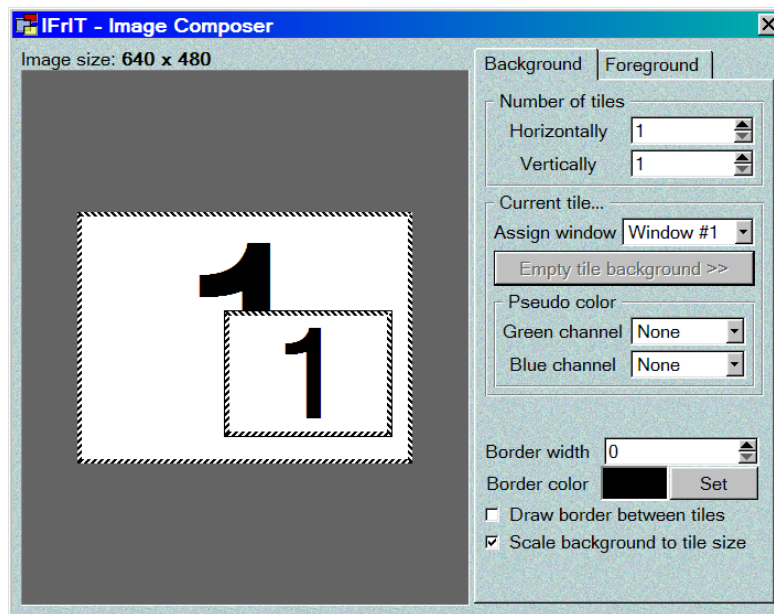 IFrIT - Image Composer
Image size: 640 x 480
Background Foreground
Number of tiles
Horizontally 1
Vertically 1
Current tile...
Assign window Window #1
Empty tile background >>
Pseudo color
Green channel None
Blue channel None
1
1
Border width 0
Border color Set
Draw border between tiles
Scale background to tile size